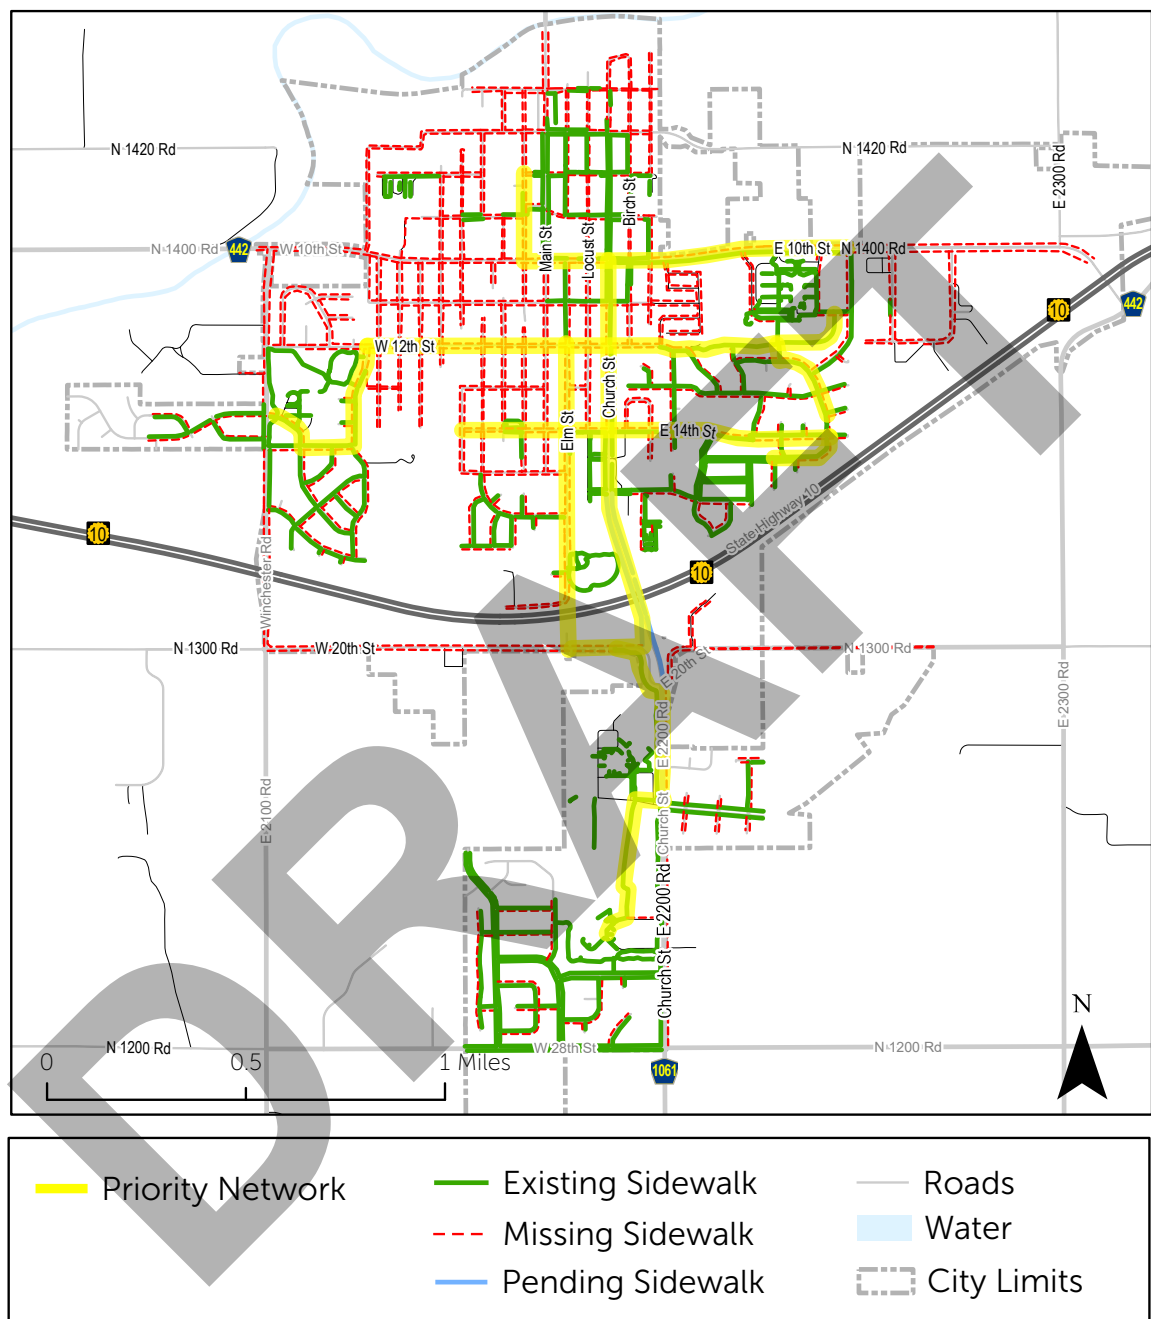 N 1420 Rd
N 1420 Rd
E 2300 Rd
Birch St
Main St
Locust St
N 1400 Rd
442
W 10th St
E 10th St
N 1400 Rd
10
442
W 12th St
Church St
Elm St
E 14th St
State Highway 10
10
10
Winchester Rd
N 1300 Rd
W 20th St
E 20th St
N 1300 Rd
E 2300 Rd
E 2200 Rd
E 2100 Rd
Church St
E 2200 Rd
Church St
N 1200 Rd
W 28th St
N 1200 Rd
1061
N
0 0.5 1 Miles
DRAFT
Priority Network
Existing Sidewalk
Missing Sidewalk
Pending Sidewalk
Roads
Water
City Limits